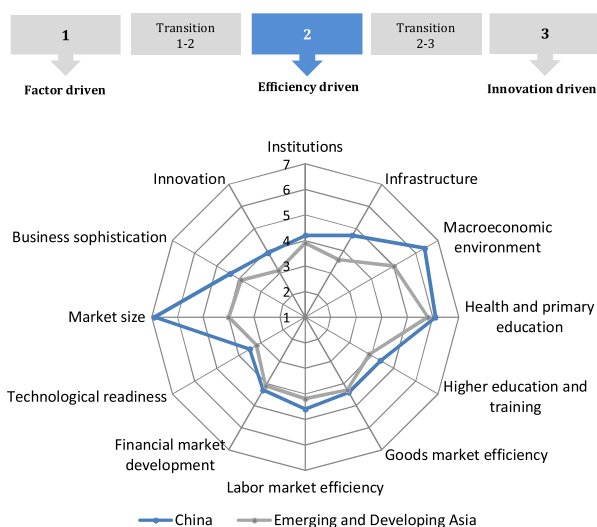 1
Transition
1-2
2
Transition
2-3
3
Factor driven
Efficiency driven
Innovation driven
Institutions
7
6
5
4
3
2
1
Infrastructure
Macroeconomic
environment
Health and primary
education
Higher education and
training
Goods market efficiency
Labor market efficiency
Financial market
development
Technological readiness
Market size
Business sophistication
Innovation
China
Emerging and Developing Asia